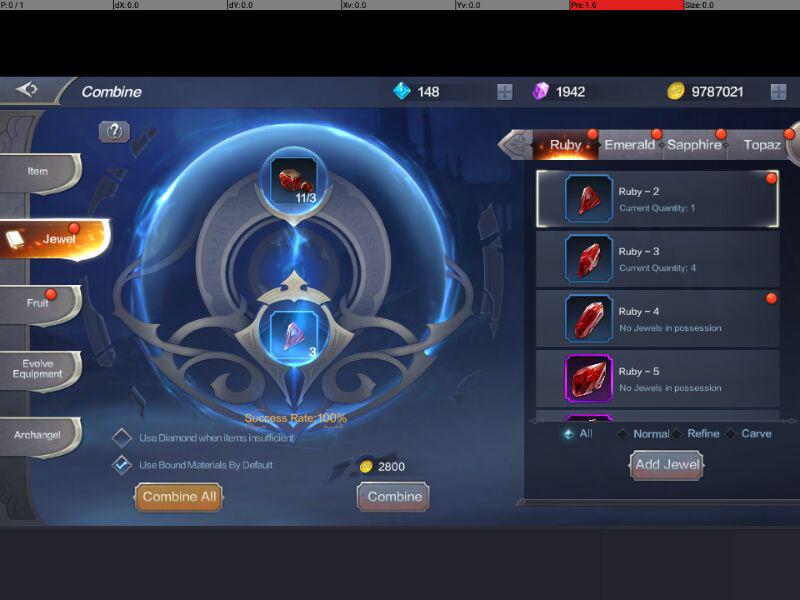 P: 0 / 1 dX: 0.0 dY: 0.0 Xv: 0.0 Yv: 0.0 Prs: 1.0 Size: 0.0
Combine 148 1942 9787021
?
Ruby Emerald Sapphire Topaz
Item
Jewel
Fruit
Evolve
Equipment
Archangel
11/3
3
Success Rate:100%
Use Diamond when items insufficient
Use Bound Materials By Default
2800
Combine All
Combine
Ruby – 2
Current Quantity: 1
Ruby – 3
Current Quantity: 4
Ruby – 4
No Jewels in possession
Ruby – 5
No Jewels in possession
All Normal Refine Carve
Add Jewel